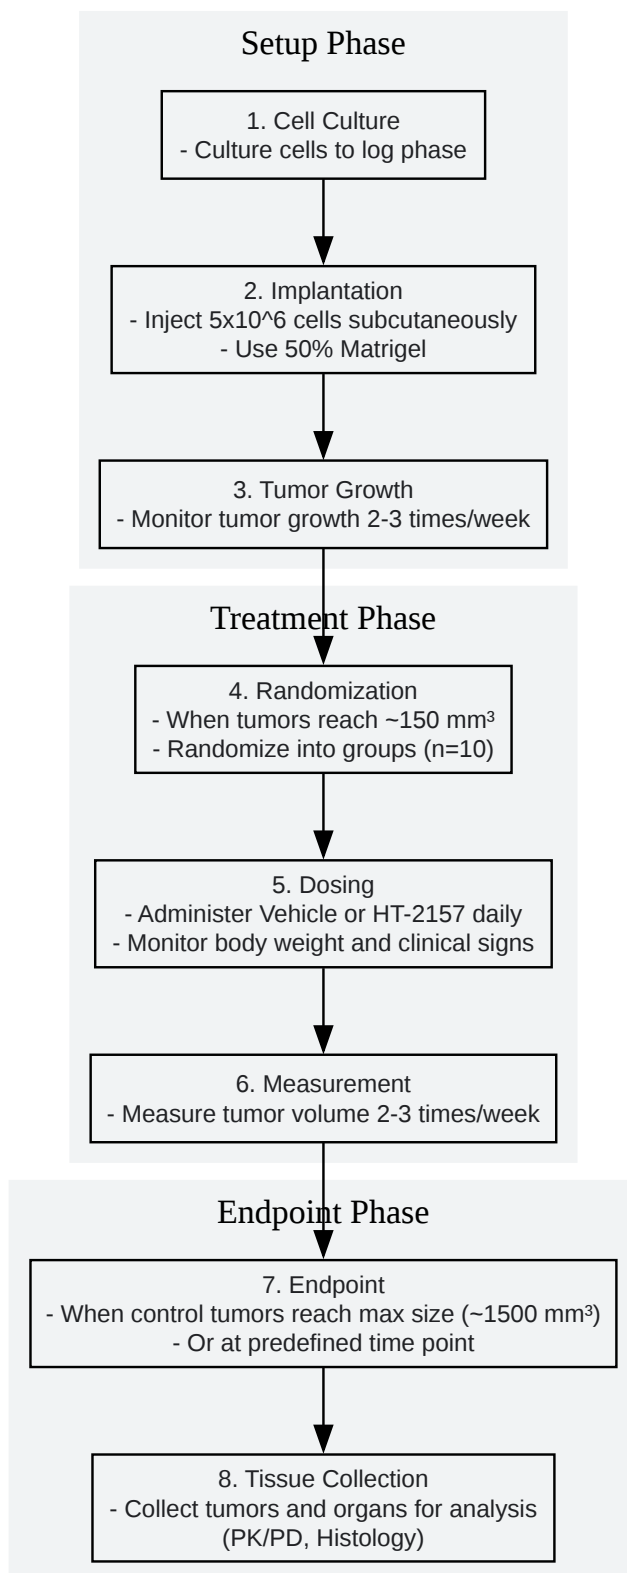 Setup Phase
1. Cell Culture
- Culture cells to log phase
2. Implantation
- Inject 5x10^6 cells subcutaneously
- Use 50% Matrigel
3. Tumor Growth
- Monitor tumor growth 2-3 times/week
Treatment Phase
4. Randomization
- When tumors reach ~150 mm³
- Randomize into groups (n=10)
5. Dosing
- Administer Vehicle or HT-2157 daily
- Monitor body weight and clinical signs
6. Measurement
- Measure tumor volume 2-3 times/week
Endpoint Phase
7. Endpoint
- When control tumors reach max size (~1500 mm³)
- Or at predefined time point
8. Tissue Collection
- Collect tumors and organs for analysis
(PK/PD, Histology)